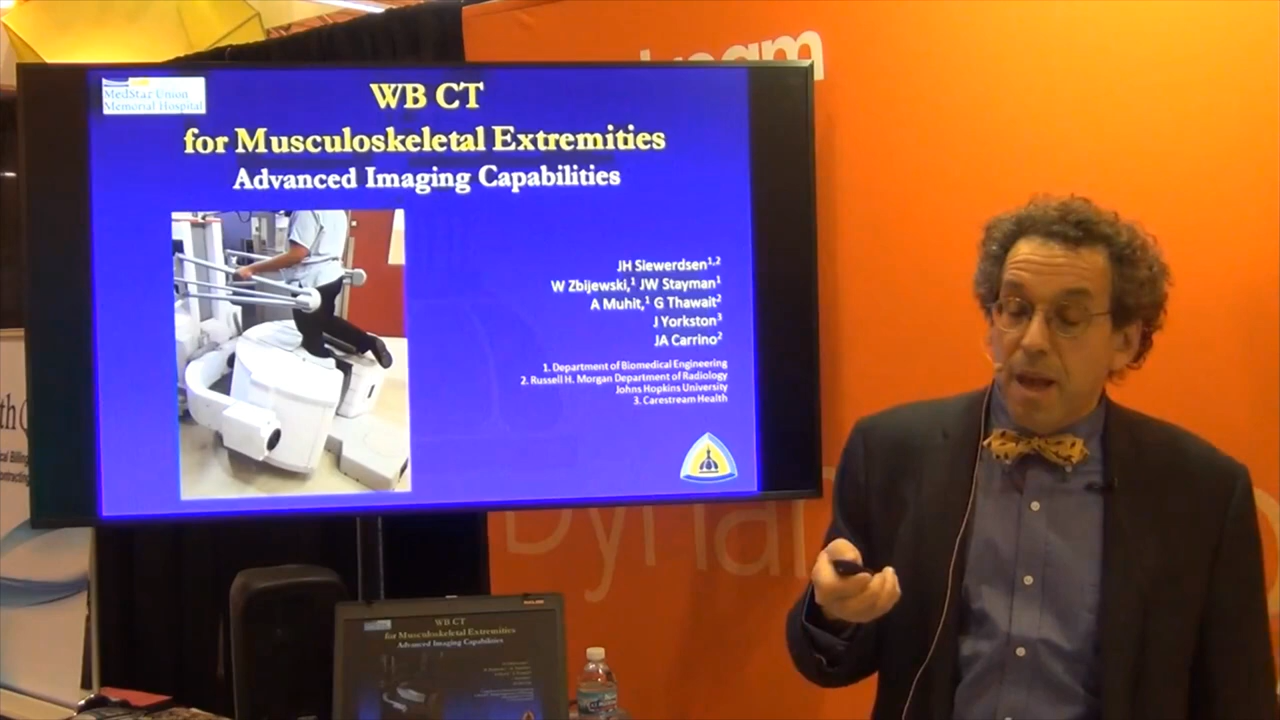 MedStar Union
Memorial Hospital
WB CT
for Musculoskeletal Extremities
Advanced Imaging Capabilities
JH Siewerdsen1,2
W Zbijewski,1 JW Stayman1
A Muhit,1 G Thawait2
J Yorkston3
JA Carrino2
1. Department of Biomedical Engineering
2. Russell H. Morgan Department of Radiology
Johns Hopkins University
3. Carestream Health
WB CT
for Musculoskeletal Extremities
Advanced Imaging Capabilities